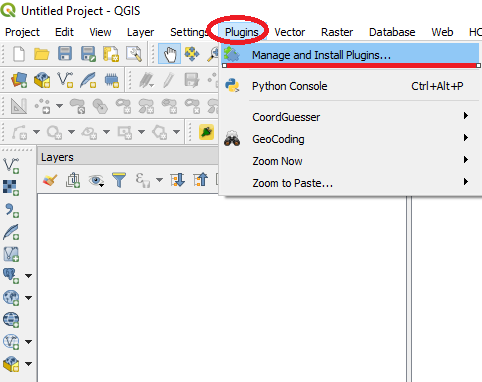 Untitled Project - QGIS
Project Edit View Layer Settings Plugins Vector Raster Database Web
Manage and Install Plugins...
Python Console Ctrl+Alt+P
CoordGuesser
GeoCoding
Zoom Now
Zoom to Paste...
Layers